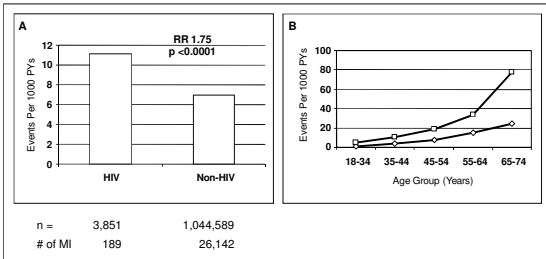 A
RR 1.75
p <0.0001
Events Per 1000 PYs
12
10
8
6
4
2
0
HIV
Non-HIV
B
Events Per 1000 PYs
100
80
60
40
20
0
18-34 35-44 45-54 55-64 65-74
Age Group (Years)
n = 3,851 1,044,589
# of MI 189 26,142